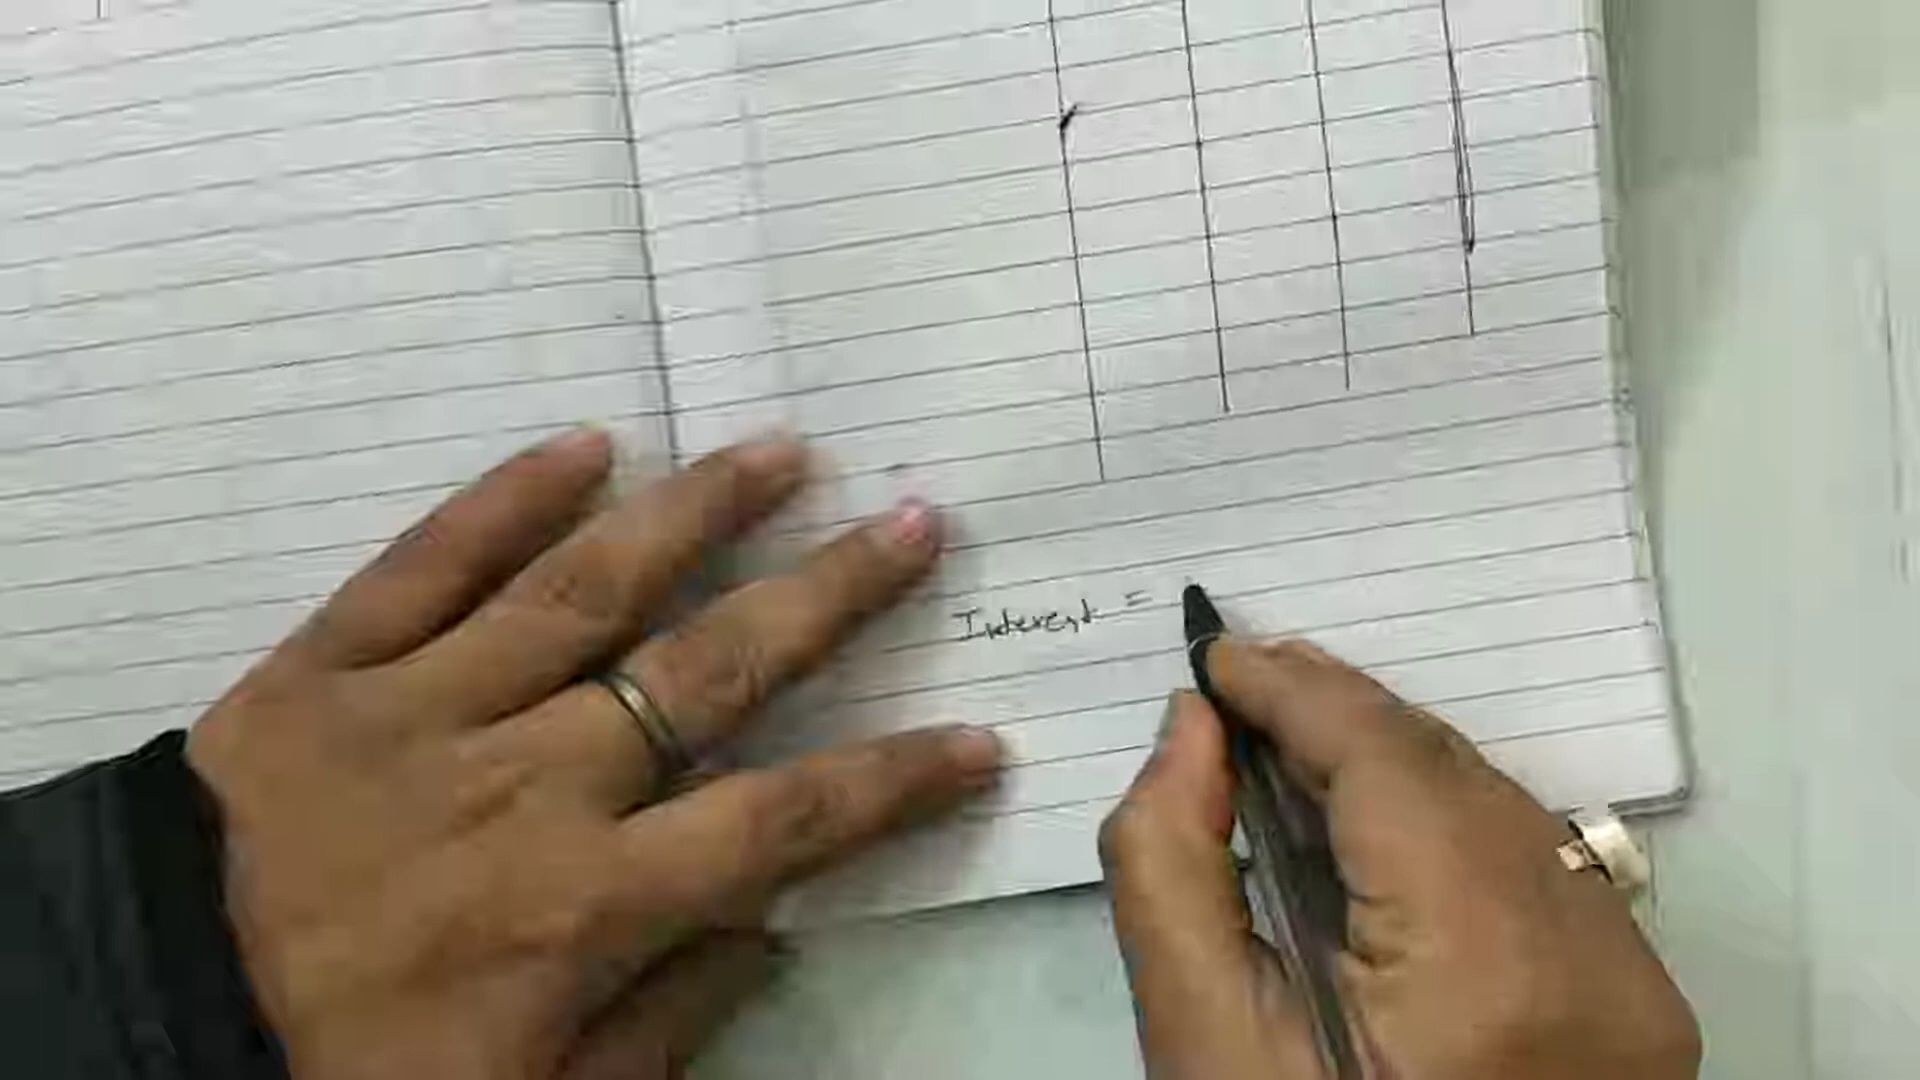 Interest =